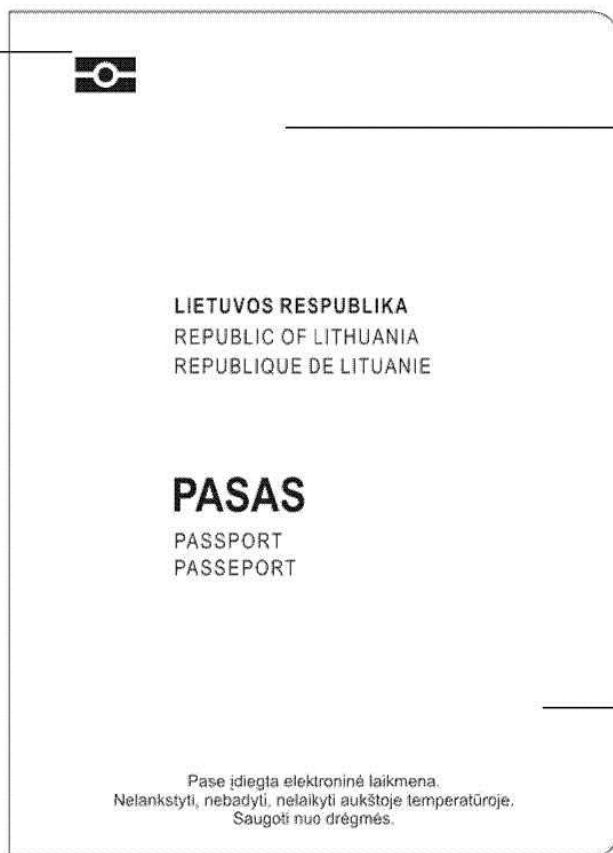 LIETUVOS RESPUBLIKA
REPUBLIC OF LITHUANIA
REPUBLIQUE DE LITUANIE
PASAS
PASSPORT
PASSEPORT
Pase įdiegta elektroninė laikmena.
Nelankstyti, nebadyti, nelaikyti aukštoje temperatūroje.
Saugoti nuo drėgmės.